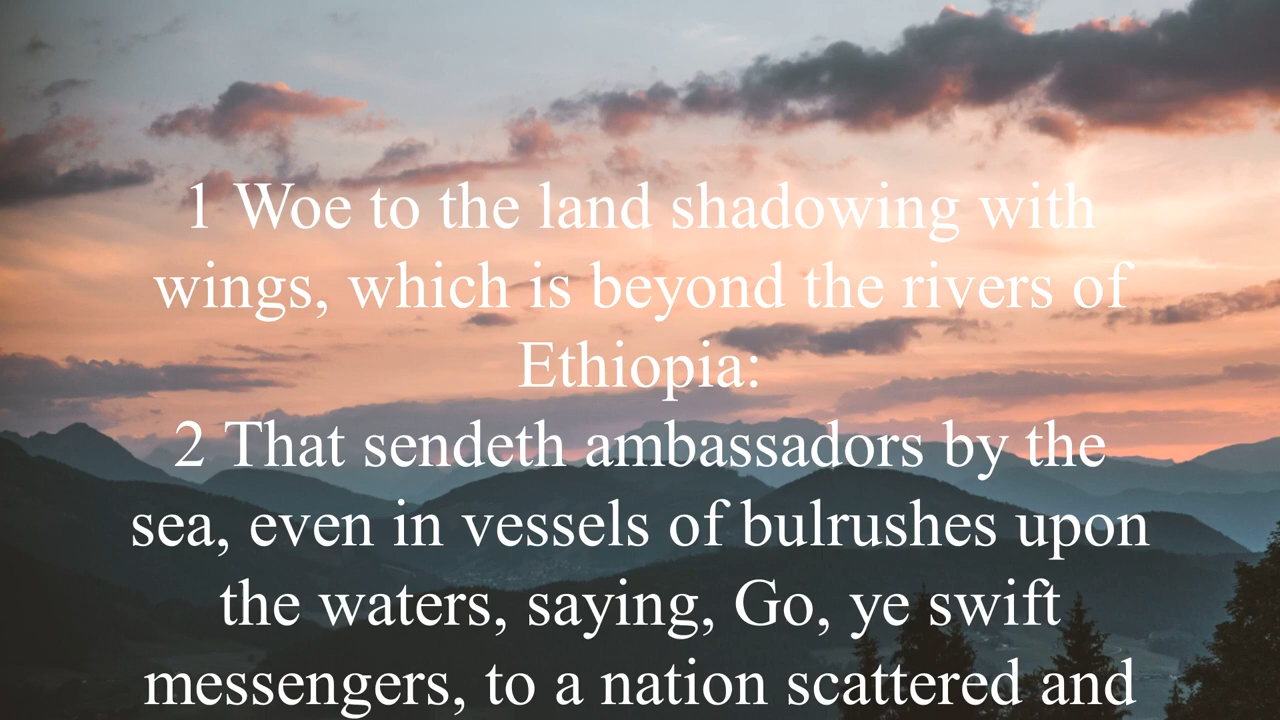 1 Woe to the land shadowing with
wings, which is beyond the rivers of
Ethiopia:
2 That sendeth ambassadors by the
sea, even in vessels of bulrushes upon
the waters, saying, Go, ye swift
messengers, to a nation scattered and